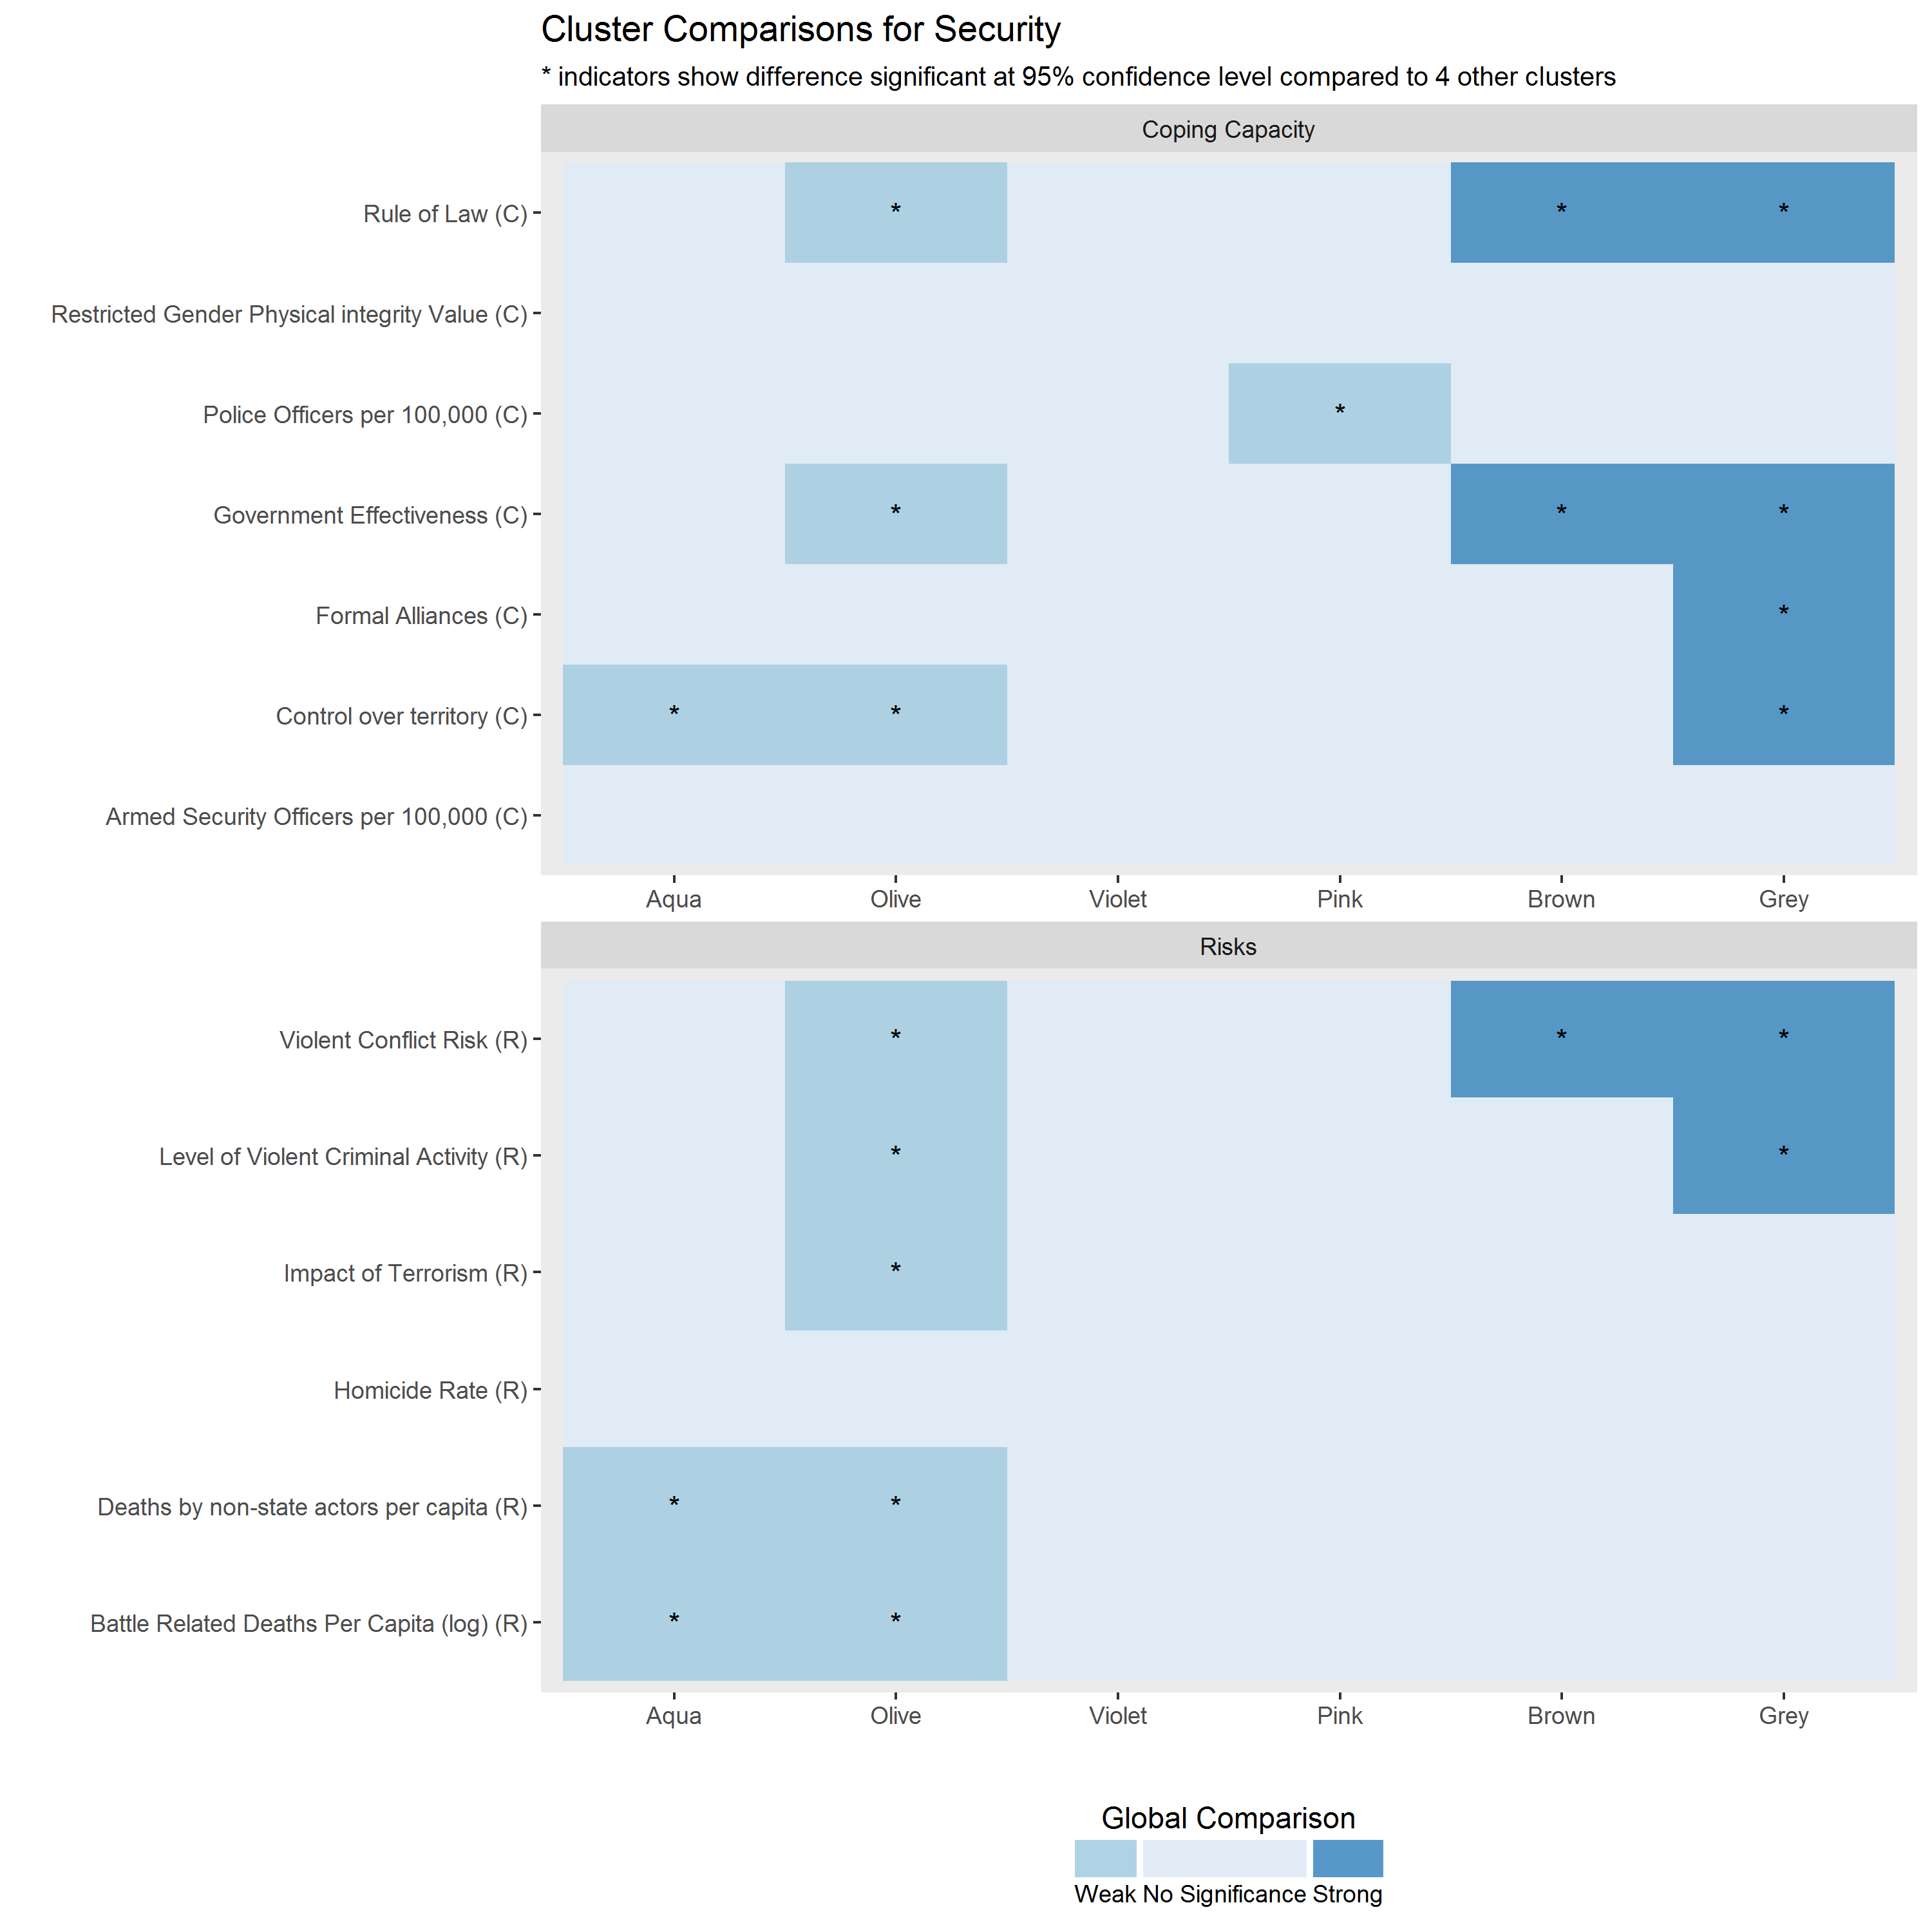 Cluster Comparisons for Security
* indicators show difference significant at 95% confidence level compared to 4 other clusters
Coping Capacity
Rule of Law (C) * * *
Restricted Gender Physical integrity Value (C)
Police Officers per 100,000 (C) *
Government Effectiveness (C) * * *
Formal Alliances (C) *
Control over territory (C) * * *
Armed Security Officers per 100,000 (C)
Aqua Olive Violet Pink Brown Grey
Risks
Violent Conflict Risk (R) * * *
Level of Violent Criminal Activity (R) * *
Impact of Terrorism (R) *
Homicide Rate (R)
Deaths by non-state actors per capita (R) * *
Battle Related Deaths Per Capita (log) (R) * *
Aqua Olive Violet Pink Brown Grey
Global Comparison
Weak No Significance Strong